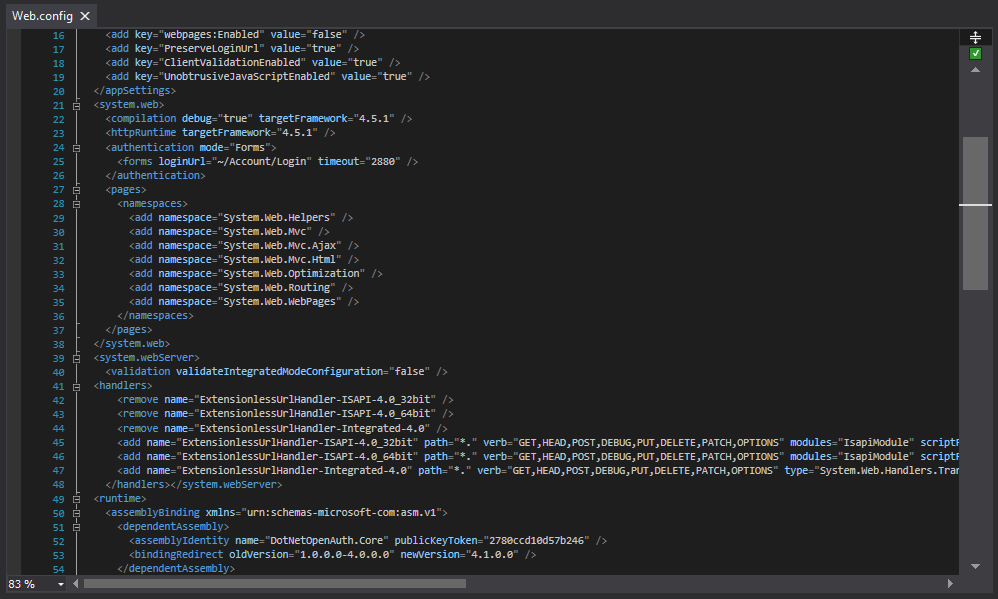 Web.config
16 <add key="webpages:Enabled" value="false" />
17 <add key="PreserveLoginUrl" value="true" />
18 <add key="ClientValidationEnabled" value="true" />
19 <add key="UnobtrusiveJavaScriptEnabled" value="true" />
20 </appSettings>
21 <system.web>
22 <compilation debug="true" targetFramework="4.5.1" />
23 <httpRuntime targetFramework="4.5.1" />
24 <authentication mode="Forms">
25 <forms loginUrl="~/Account/Login" timeout="2880" />
26 </authentication>
27 <pages>
28 <namespaces>
29 <add namespace="System.Web.Helpers" />
30 <add namespace="System.Web.Mvc" />
31 <add namespace="System.Web.Mvc.Ajax" />
32 <add namespace="System.Web.Mvc.Html" />
33 <add namespace="System.Web.Optimization" />
34 <add namespace="System.Web.Routing" />
35 <add namespace="System.Web.WebPages" />
36 </namespaces>
37 </pages>
38 </system.web>
39 <system.webServer>
40 <validation validateIntegratedModeConfiguration="false" />
41 <handlers>
42 <remove name="ExtensionlessUrlHandler-ISAPI-4.0_32bit" />
43 <remove name="ExtensionlessUrlHandler-ISAPI-4.0_64bit" />
44 <remove name="ExtensionlessUrlHandler-Integrated-4.0" />
45 <add name="ExtensionlessUrlHandler-ISAPI-4.0_32bit" path="*." verb="GET,HEAD,POST,DEBUG,PUT,DELETE,PATCH,OPTIONS" modules="IsapiModule" scriptP
46 <add name="ExtensionlessUrlHandler-ISAPI-4.0_64bit" path="*." verb="GET,HEAD,POST,DEBUG,PUT,DELETE,PATCH,OPTIONS" modules="IsapiModule" scriptP
47 <add name="ExtensionlessUrlHandler-Integrated-4.0" path="*." verb="GET,HEAD,POST,DEBUG,PUT,DELETE,PATCH,OPTIONS" type="System.Web.Handlers.Tran
48 </handlers></system.webServer>
49 <runtime>
50 <assemblyBinding xmlns="urn:schemas-microsoft-com:asm.v1">
51 <dependentAssembly>
52 <assemblyIdentity name="DotNetOpenAuth.Core" publicKeyToken="2780ccd10d57b246" />
53 <bindingRedirect oldVersion="1.0.0.0-4.0.0.0" newVersion="4.1.0.0" />
54 </dependentAssembly>
83 %